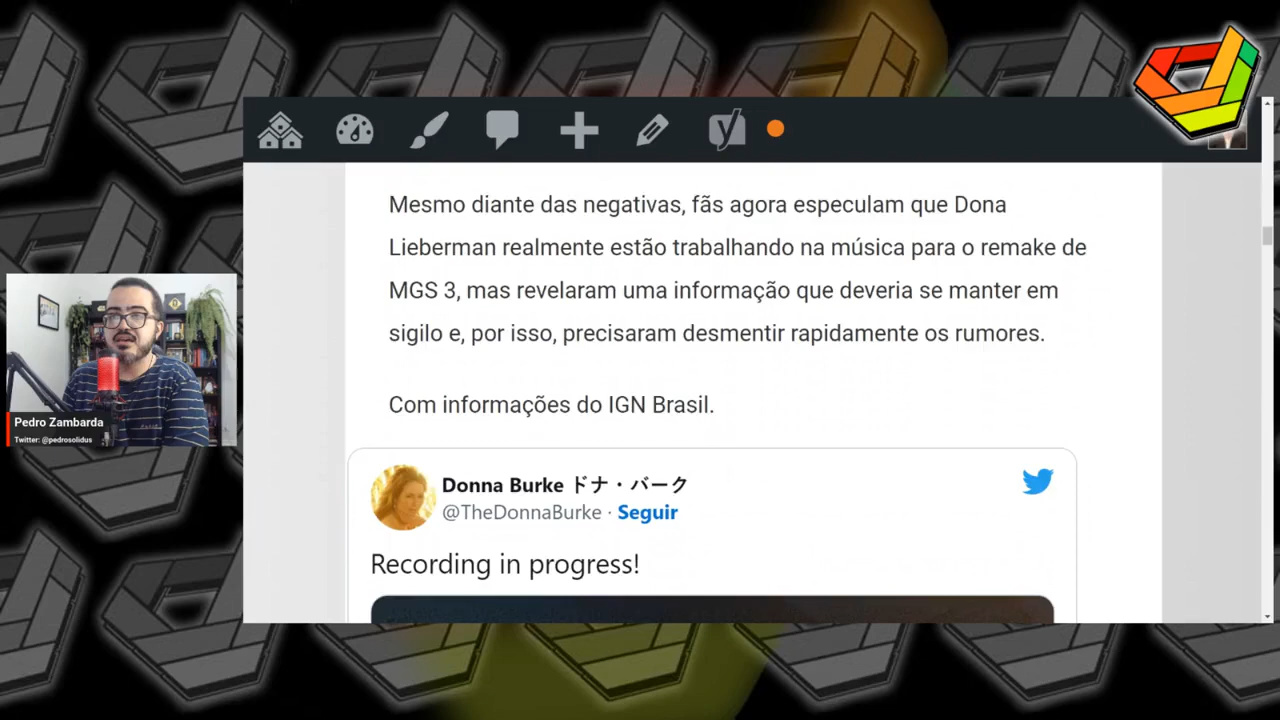 Mesmo diante das negativas, fãs agora especulam que Dona
Lieberman realmente estão trabalhando na música para o remake de
MGS 3, mas revelaram uma informação que deveria se manter em
sigilo e, por isso, precisaram desmentir rapidamente os rumores.
Com informações do IGN Brasil.
Donna Burke ドナ・バーク
@TheDonnaBurke · Seguir
Recording in progress!
Pedro Zambarda
Twitter: @pedrosolidus